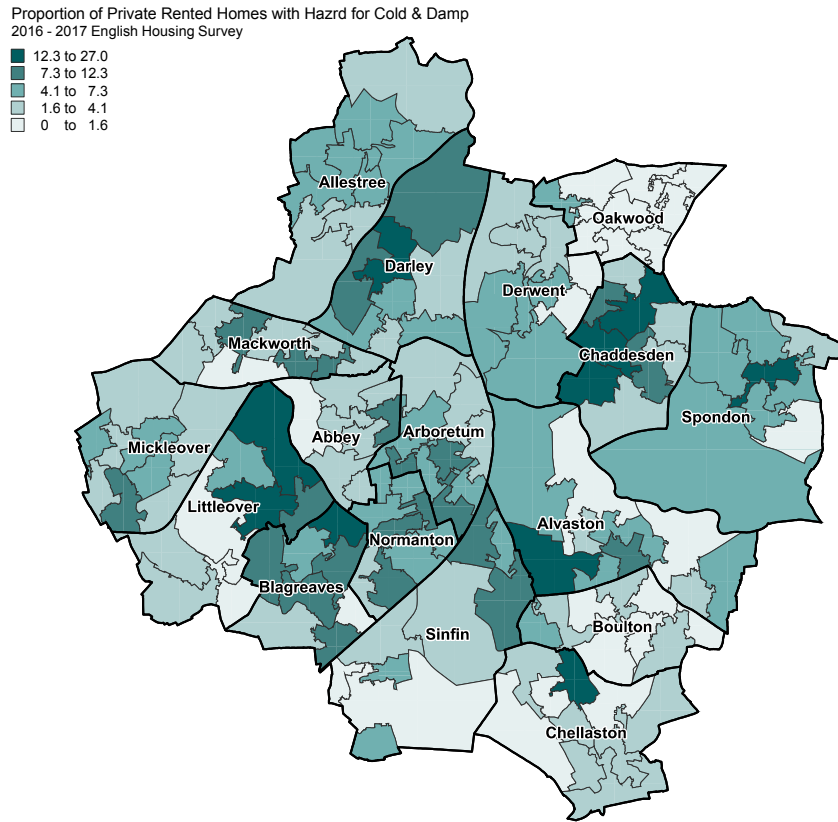 Proportion of Private Rented Homes with Hazrd for Cold & Damp
2016 - 2017 English Housing Survey
12.3 to 27.0
7.3 to 12.3
4.1 to 7.3
1.6 to 4.1
0 to 1.6
Allestree
Oakwood
Darley
Derwent
Mackworth
Chaddesden
Spondon
Mickleover
Abbey
Arboretum
Littleover
Alvaston
Normanton
Blagreaves
Boulton
Sinfin
Chellaston